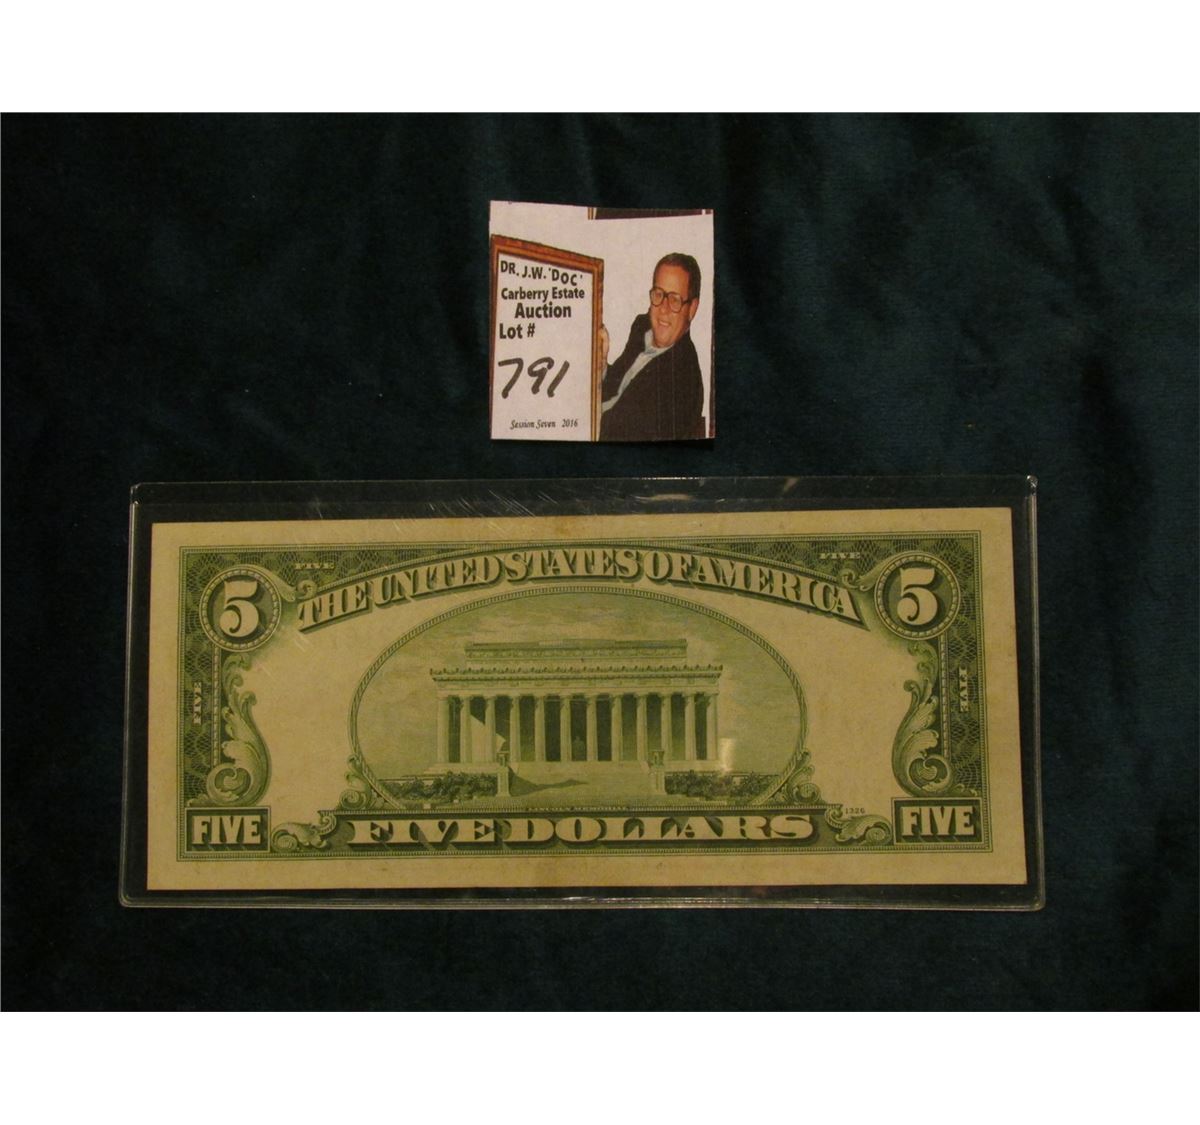 DR. J.W. 'DOC'
Carberry Estate
Auction
Lot #
791
Session Seven 2016
FIVE FIVE
5 THE UNITED STATES OF AMERICA 5
FIVE FIVE
LINCOLN MEMORIAL
1326
FIVE FIVE DOLLARS FIVE